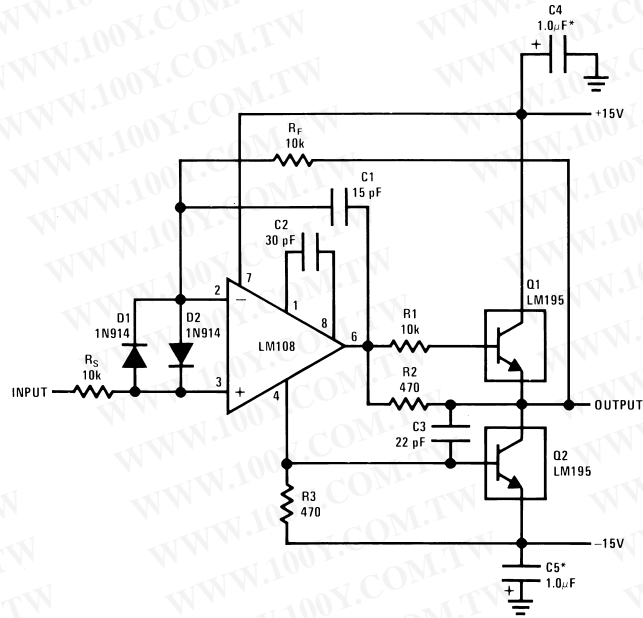 C4
1.0μF*
+
+15V
RF
10k
C1
15 pF
C2
30 pF
7
Q1
LM195
2
−
1
D1
1N914
D2
1N914
8
R1
10k
LM108
6
RS
10k
INPUT
3
+
4
R2
470
OUTPUT
C3
22 pF
Q2
LM195
R3
470
−15V
C5*
1.0μF
+
WWW.100Y.COM.TW